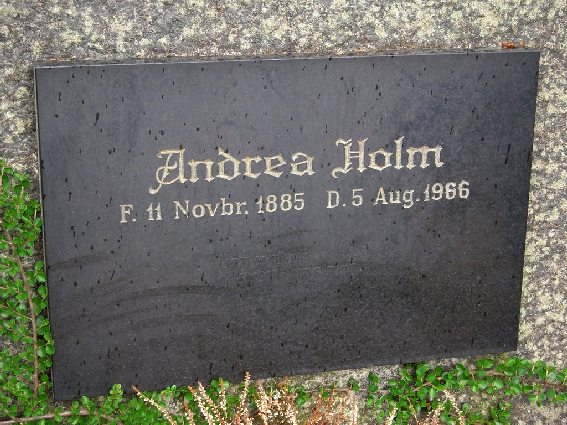 Andrea Holm
F. 11 Novbr. 1885 D. 5 Aug. 1966